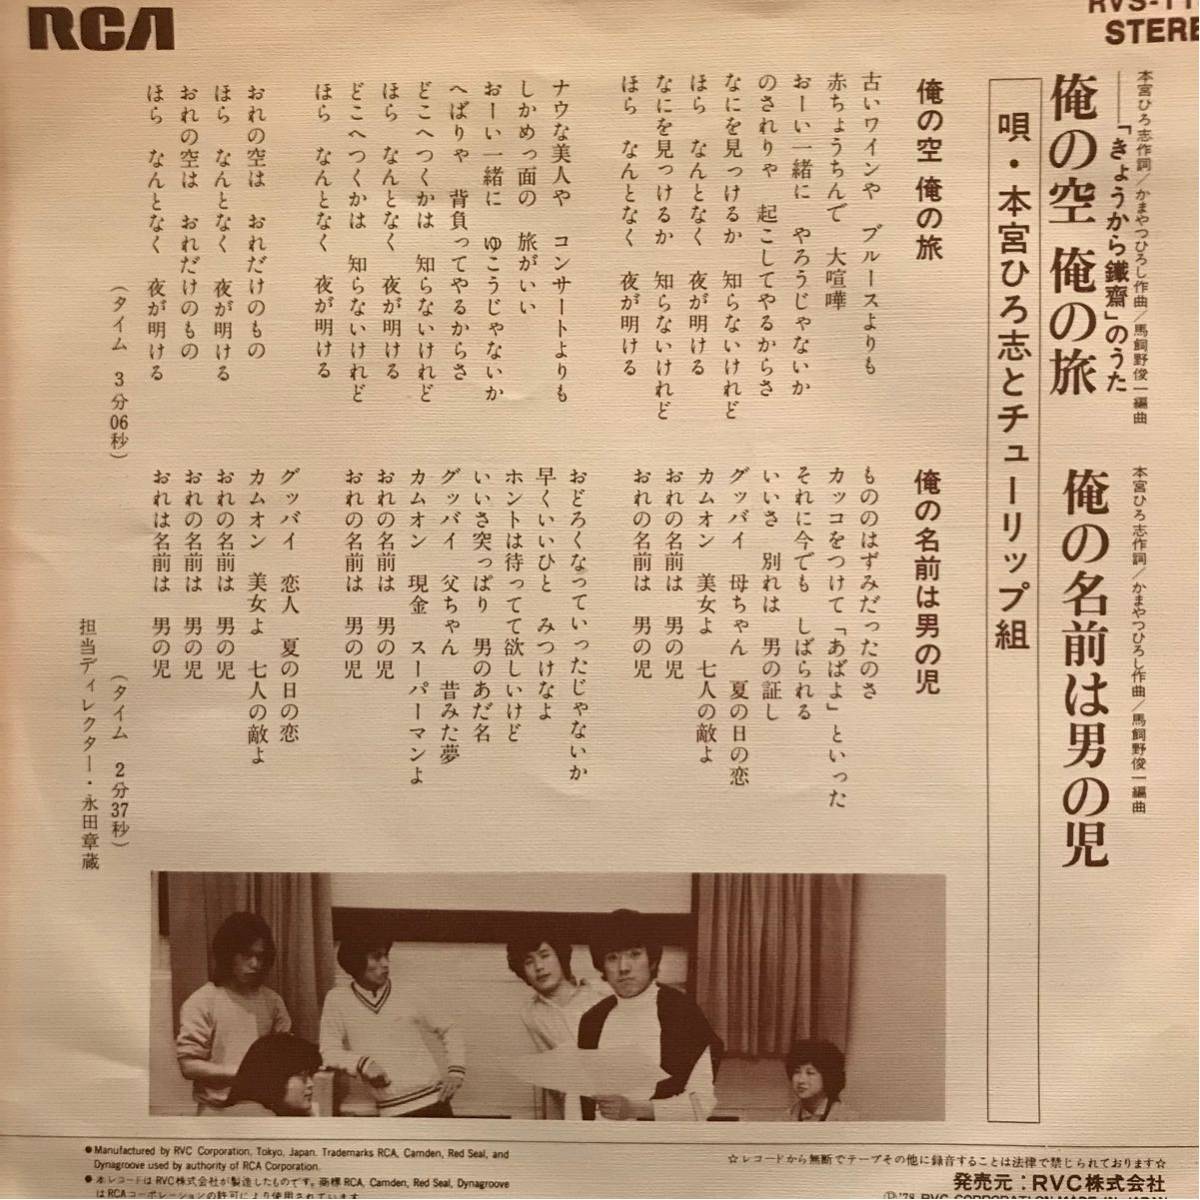 RCA
STERE
本宮ひろ志作詞/かまやつひろし作曲/馬飼野俊一編曲
――「きょうから鐵齋」のうた
俺の空 俺の旅
本宮ひろ志作詞/かまやつひろし作曲/馬飼野俊一編曲
俺の名前は男の児
唄・本宮ひろ志とチューリップ組
俺の空 俺の旅
古いワインや ブルースよりも
赤ちょうちんで 大喧嘩
おーい一緒に やろうじゃないか
のされりゃ 起こしてやるからさ
なにを見っけるか 知らないけれど
ほら なんとなく 夜が明ける
なにを見っけるか 知らないけれど
ほら なんとなく 夜が明ける
ナウな美人や コンサートよりも
しかめっ面の 旅がいい
おーい一緒に ゆこうじゃないか
へばりゃ 背負ってやるからさ
どこへつくかは 知らないけれど
ほら なんとなく 夜が明ける
どこへつくかは 知らないけれど
ほら なんとなく 夜が明ける
おれの空は おれだけのもの
ほら なんとなく 夜が明ける
おれの空は おれだけのもの
ほら なんとなく 夜が明ける
(タイム 3分06秒)
俺の名前は男の児
もののはずみだったのさ
カッコをつけて「あばよ」といった
それに今でも しばられる
いいさ 別れは 男の証し
グッバイ 母ちゃん 夏の日の恋
カムオン 美女よ 七人の敵よ
おれの名前は 男の児
おれの名前は 男の児
おどろくなっていったじゃないか
早くいいひと みつけなよ
ホントは待ってて欲しいけど
いいさ突っぱり 男のあだ名
グッバイ 父ちゃん 昔みた夢
カムオン 現金 スーパーマンよ
おれの名前は 男の児
おれの名前は 男の児
グッバイ 恋人 夏の日の恋
カムオン 美女よ 七人の敵よ
おれの名前は 男の児
おれの名前は 男の児
おれは名前は 男の児
(タイム 2分37秒)
担当ディレクター・永田章蔵
●Manufactured by RVC Corporation, Tokyo, Japan. Trademarks RCA, Camden, Red Seal, and
Dynagroove used by authority of RCA Corporation.
●本レコードはRVC株式会社が製造したものです。商標RCA, Camden, Red Seal, Dynagroove
はRCAコーポレーションの許可により使用されています。
☆レコードから無断でテープその他に録音することは法律で禁じられております☆
発売元:RVC株式会社
Ⓟ'78 RVC CORPORATION MADE IN JAPAN